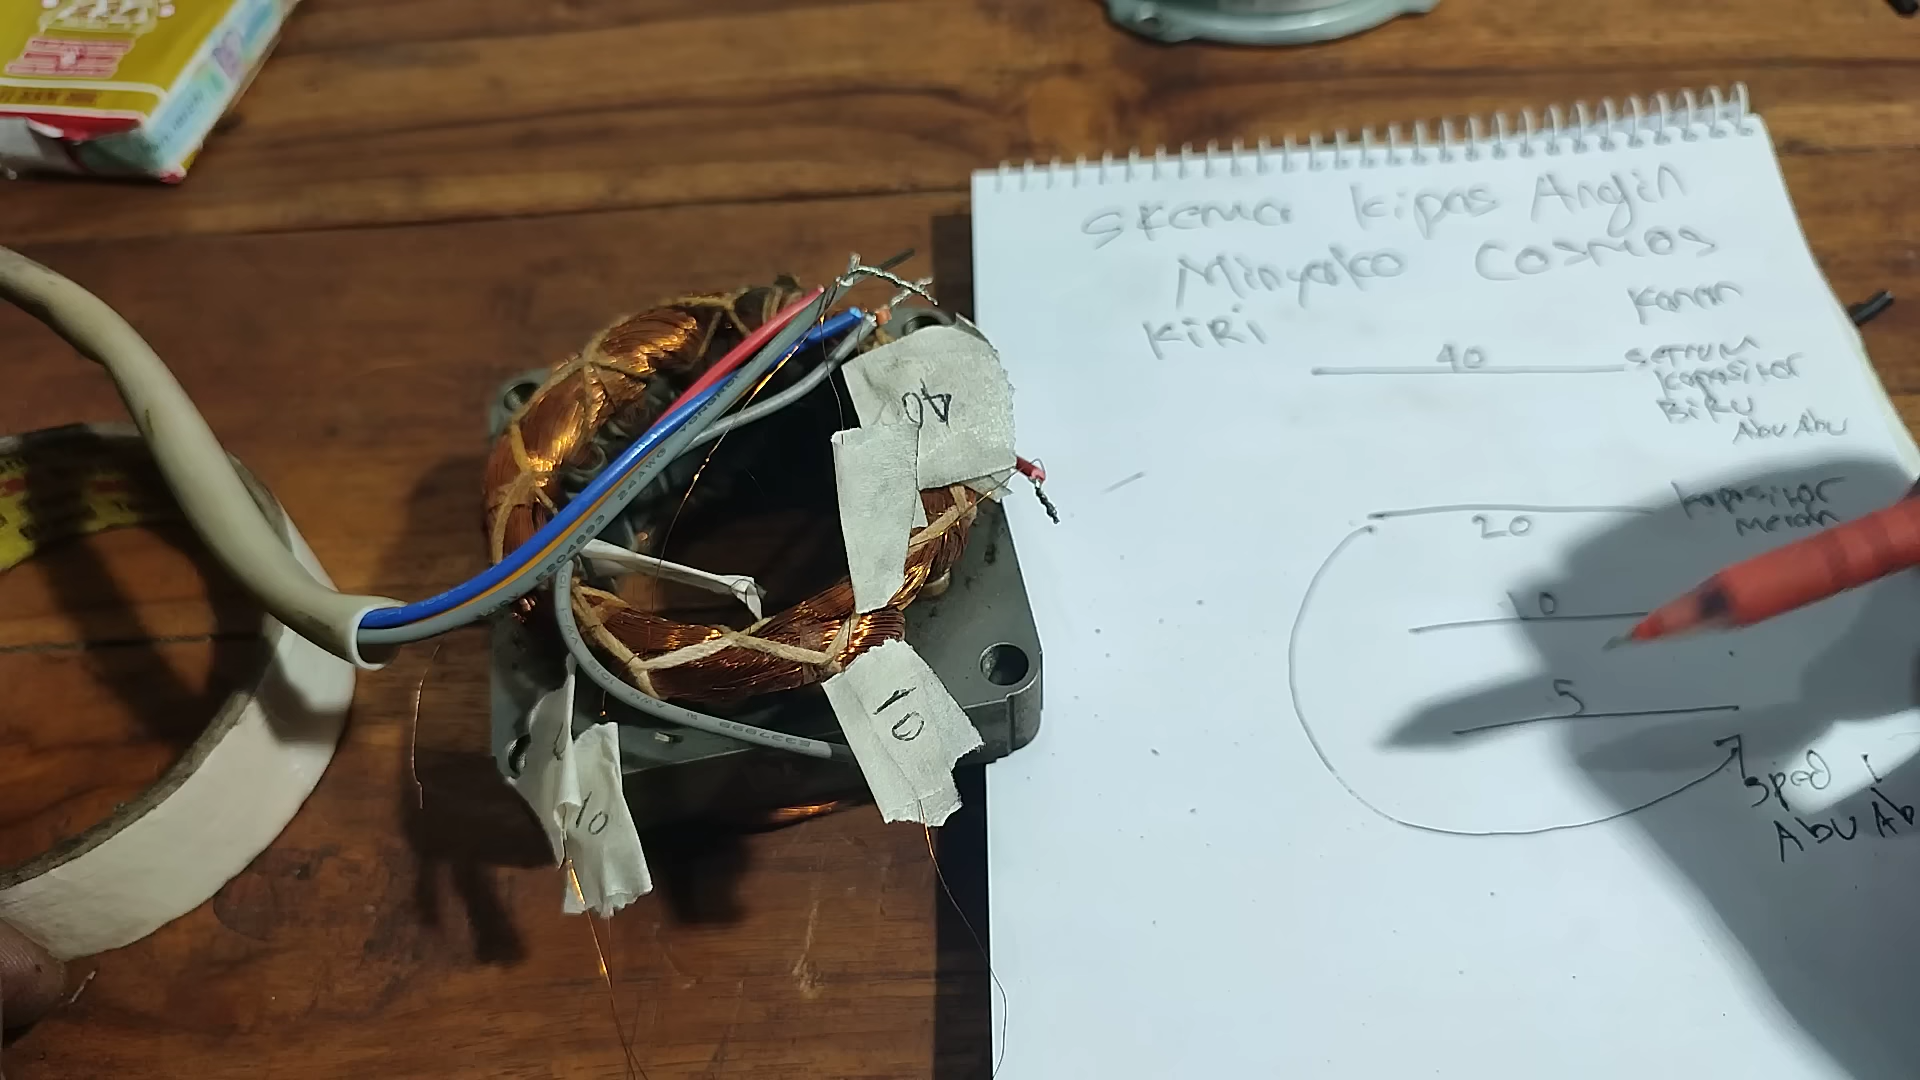 Skema Kipas Angin
Minyako Cosmos
KiRi
Kanan
40
setrum
Kapasitor
BiRu
Abu Abu
20
Kapasitor
Merah
10
5
Sped 1
Abu Ab
40
10
10